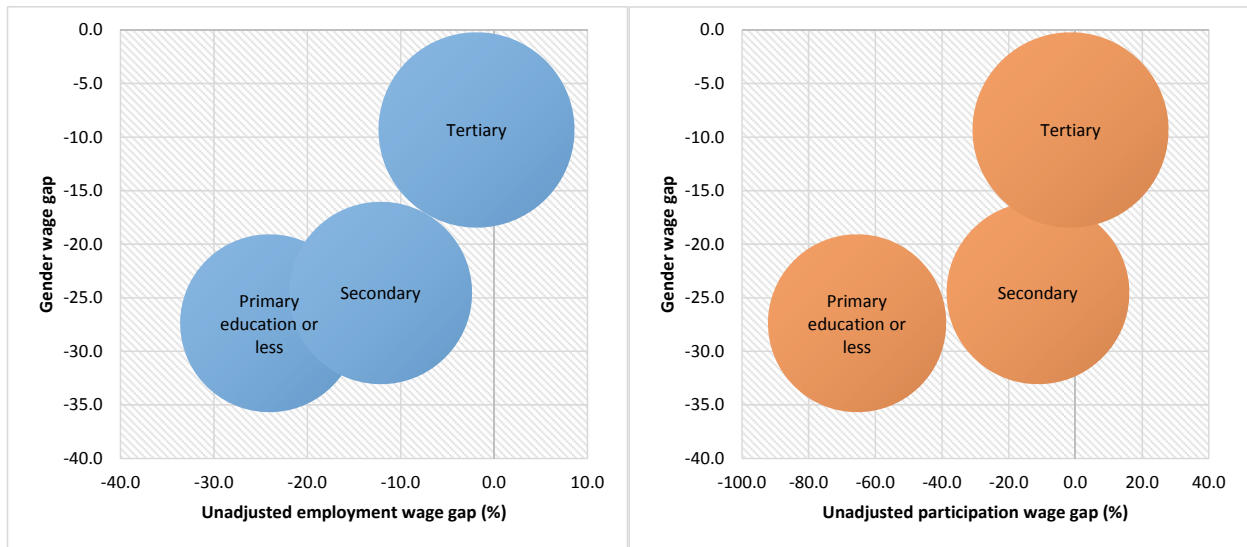 0.0
-5.0
-10.0
-15.0
-20.0
-25.0
-30.0
-35.0
-40.0
Gender wage gap
Tertiary
Secondary
Primary
education or
less
-40.0 -30.0 -20.0 -10.0 0.0 10.0
Unadjusted employment wage gap (%)
0.0
-5.0
-10.0
-15.0
-20.0
-25.0
-30.0
-35.0
-40.0
Gender wage gap
Tertiary
Secondary
Primary
education or
less
-100.0 -80.0 -60.0 -40.0 -20.0 0.0 20.0 40.0
Unadjusted participation wage gap (%)